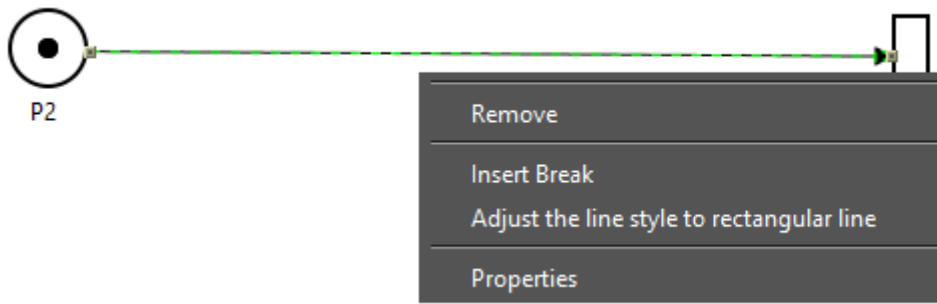 P2
Remove
Insert Break
Adjust the line style to rectangular line
Properties